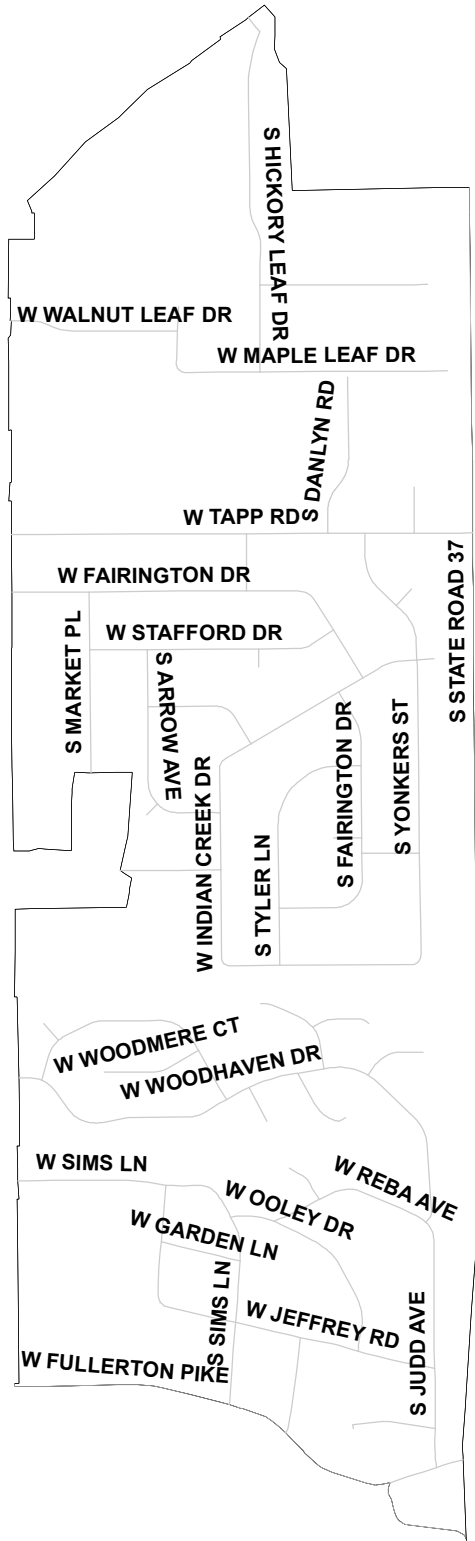 S HICKORY LEAF DR
W WALNUT LEAF DR
W MAPLE LEAF DR
S DANLYN RD
W TAPP RD
S STATE ROAD 37
W FAIRINGTON DR
S MARKET PL
W STAFFORD DR
S ARROW AVE
W INDIAN CREEK DR
S TYLER LN
S FAIRINGTON DR
S YONKERS ST
W WOODMERE CT
W WOODHAVEN DR
W SIMS LN
W REBA AVE
W OOLEY DR
W GARDEN LN
S SIMS LN
W JEFFREY RD
S JUDD AVE
W FULLERTON PIKE